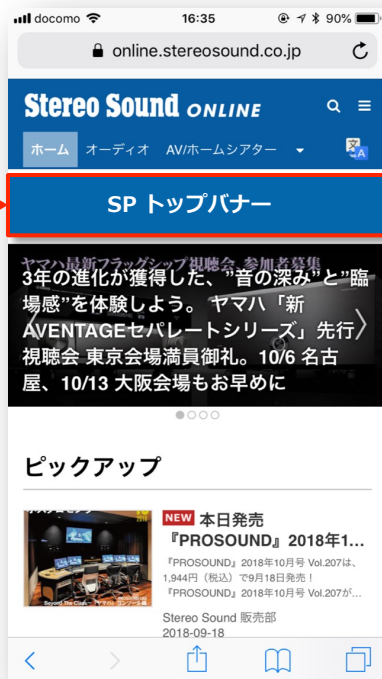 docomo 16:35 90%
online.stereosound.co.jp
Stereo Sound ONLINE
ホーム オーディオ AV/ホームシアター
SP トップバナー
ヤマハ最新フラッグシップ視聴会 参加者募集
3年の進化が獲得した、”音の深み”と”臨
場感”を体験しよう。 ヤマハ「新
AVENTAGEセパレートシリーズ」先行
視聴会 東京会場満員御礼。10/6 名古
屋、10/13 大阪会場もお早めに
ピックアップ
NEW 本日発売
『PROSOUND』2018年1...
『PROSOUND』2018年10月号 Vol.207は、
1,944円（税込）で9月18日発売！
『PROSOUND』2018年10月号 Vol.207が...
Stereo Sound 販売部
2018-09-18